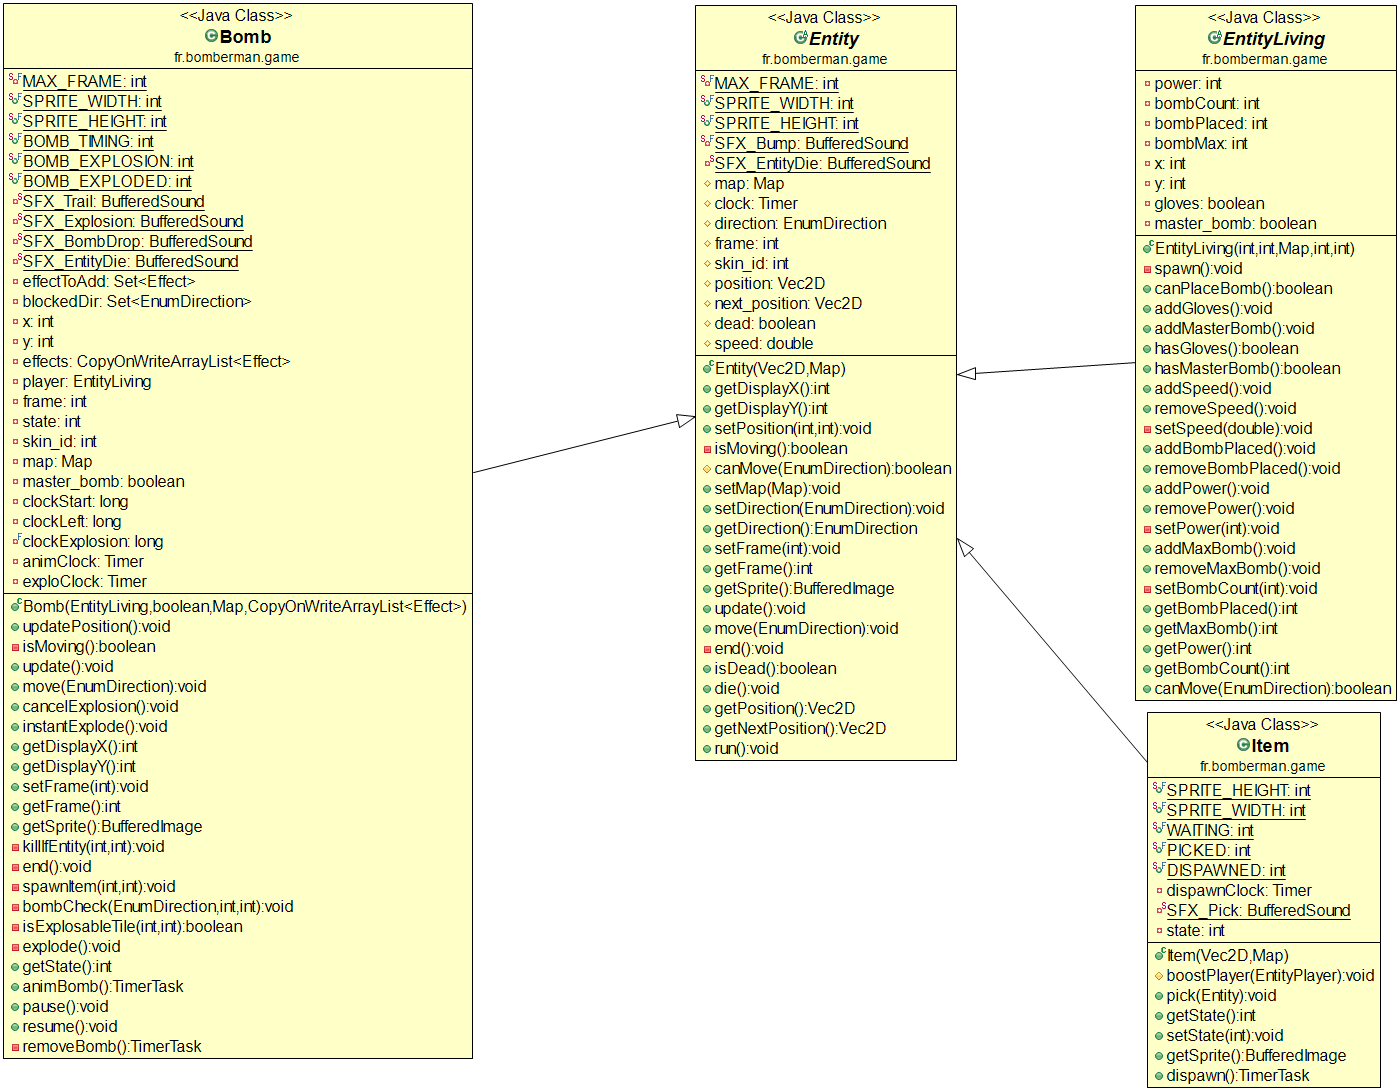 <<Java Class>>
Bomb
fr.bomberman.game
MAX_FRAME: int
SPRITE_WIDTH: int
SPRITE_HEIGHT: int
BOMB_TIMING: int
BOMB_EXPLOSION: int
BOMB_EXPLODED: int
SFX_Trail: BufferedSound
SFX_Explosion: BufferedSound
SFX_BombDrop: BufferedSound
SFX_EntityDie: BufferedSound
effectToAdd: Set<Effect>
blockedDir: Set<EnumDirection>
x: int
y: int
effects: CopyOnWriteArrayList<Effect>
player: EntityLiving
frame: int
state: int
skin_id: int
map: Map
master_bomb: boolean
clockStart: long
clockLeft: long
clockExplosion: long
animClock: Timer
exploClock: Timer
Bomb(EntityLiving,boolean,Map,CopyOnWriteArrayList<Effect>)
updatePosition():void
isMoving():boolean
update():void
move(EnumDirection):void
cancelExplosion():void
instantExplode():void
getDisplayX():int
getDisplayY():int
setFrame(int):void
getFrame():int
getSprite():BufferedImage
killIfEntity(int,int):void
end():void
spawnItem(int,int):void
bombCheck(EnumDirection,int,int):void
isExplosableTile(int,int):boolean
explode():void
getState():int
animBomb():TimerTask
pause():void
resume():void
removeBomb():TimerTask
<<Java Class>>
Entity
fr.bomberman.game
MAX_FRAME: int
SPRITE_WIDTH: int
SPRITE_HEIGHT: int
SFX_Bump: BufferedSound
SFX_EntityDie: BufferedSound
map: Map
clock: Timer
direction: EnumDirection
frame: int
skin_id: int
position: Vec2D
next_position: Vec2D
dead: boolean
speed: double
Entity(Vec2D,Map)
getDisplayX():int
getDisplayY():int
setPosition(int,int):void
isMoving():boolean
canMove(EnumDirection):boolean
setMap(Map):void
setDirection(EnumDirection):void
getDirection():EnumDirection
setFrame(int):void
getFrame():int
getSprite():BufferedImage
update():void
move(EnumDirection):void
end():void
isDead():boolean
die():void
getPosition():Vec2D
getNextPosition():Vec2D
run():void
<<Java Class>>
EntityLiving
fr.bomberman.game
power: int
bombCount: int
bombPlaced: int
bombMax: int
x: int
y: int
gloves: boolean
master_bomb: boolean
EntityLiving(int,int,Map,int,int)
spawn():void
canPlaceBomb():boolean
addGloves():void
addMasterBomb():void
hasGloves():boolean
hasMasterBomb():boolean
addSpeed():void
removeSpeed():void
setSpeed(double):void
addBombPlaced():void
removeBombPlaced():void
addPower():void
removePower():void
setPower(int):void
addMaxBomb():void
removeMaxBomb():void
setBombCount(int):void
getBombPlaced():int
getMaxBomb():int
getPower():int
getBombCount():int
canMove(EnumDirection):boolean
<<Java Class>>
Item
fr.bomberman.game
SPRITE_HEIGHT: int
SPRITE_WIDTH: int
WAITING: int
PICKED: int
DISPAWNED: int
dispawnClock: Timer
SFX_Pick: BufferedSound
state: int
Item(Vec2D,Map)
boostPlayer(EntityPlayer):void
pick(Entity):void
getState():int
setState(int):void
getSprite():BufferedImage
dispawn():TimerTask